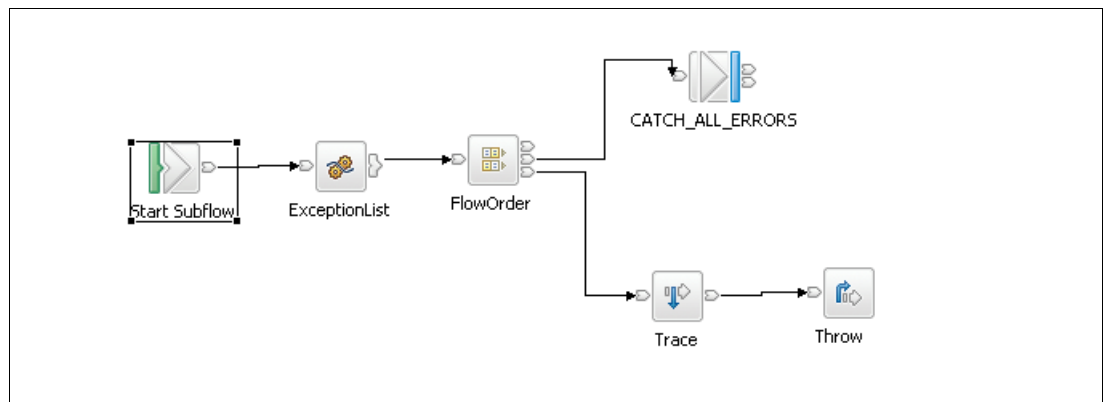 CATCH_ALL_ERRORS
Start Subflow
ExceptionList
FlowOrder
Trace
Throw